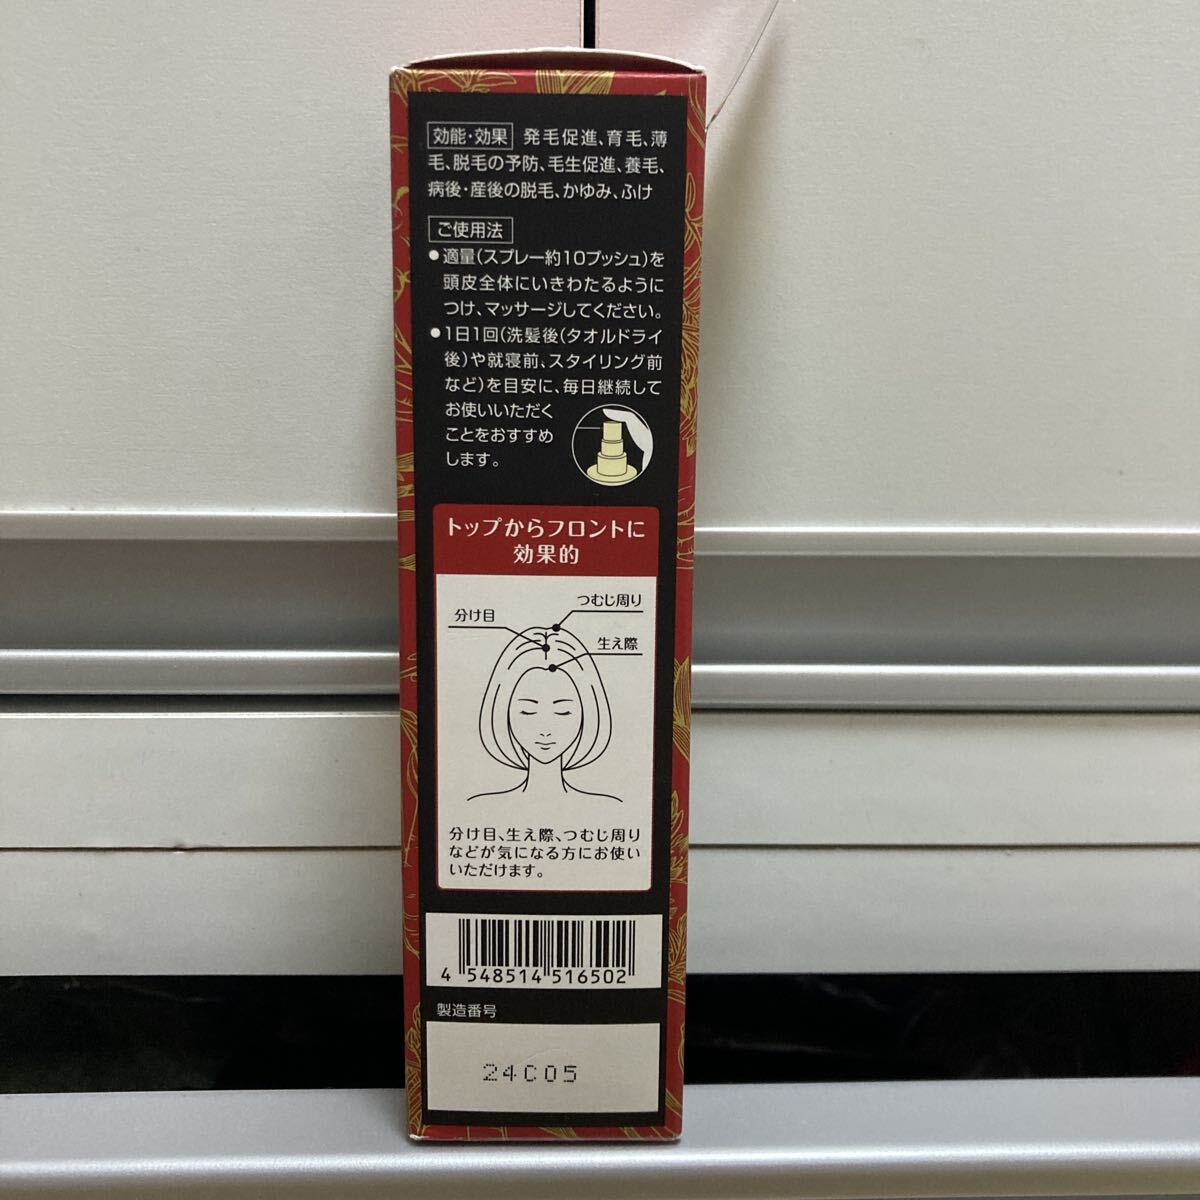 効能・効果 発毛促進、育毛、薄
毛、脱毛の予防、毛生促進、養毛、
病後・産後の脱毛、かゆみ、ふけ
ご使用法
●適量(スプレー約10プッシュ)を
頭皮全体にいきわたるように
つけ、マッサージしてください。
●1日1回(洗髪後(タオルドライ
後)や就寝前、スタイリング前
など)を目安に、毎日継続して
お使いいただく
ことをおすすめ
します。
トップからフロントに
効果的
つむじ周り
分け目
生え際
分け目、生え際、つむじ周り
などが気になる方にお使い
いただけます。
4 548514 516502
製造番号
24C05